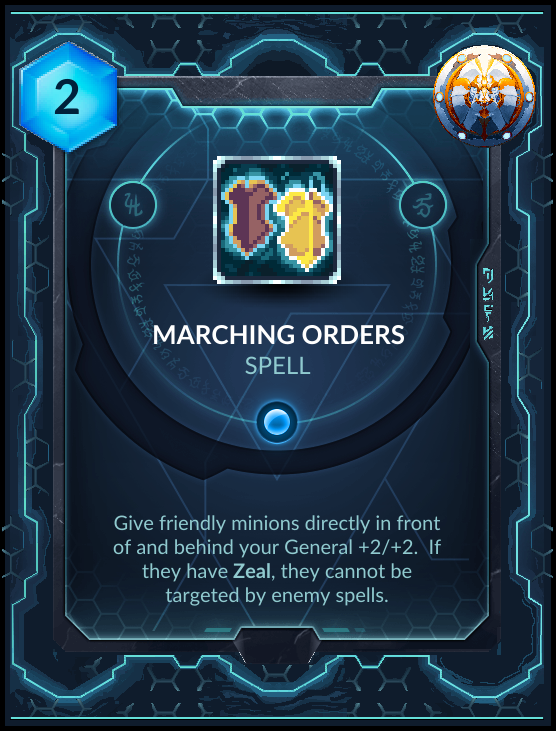 2
MARCHING ORDERS
SPELL
Give friendly minions directly in front
of and behind your General +2/+2. If
they have Zeal, they cannot be
targeted by enemy spells.